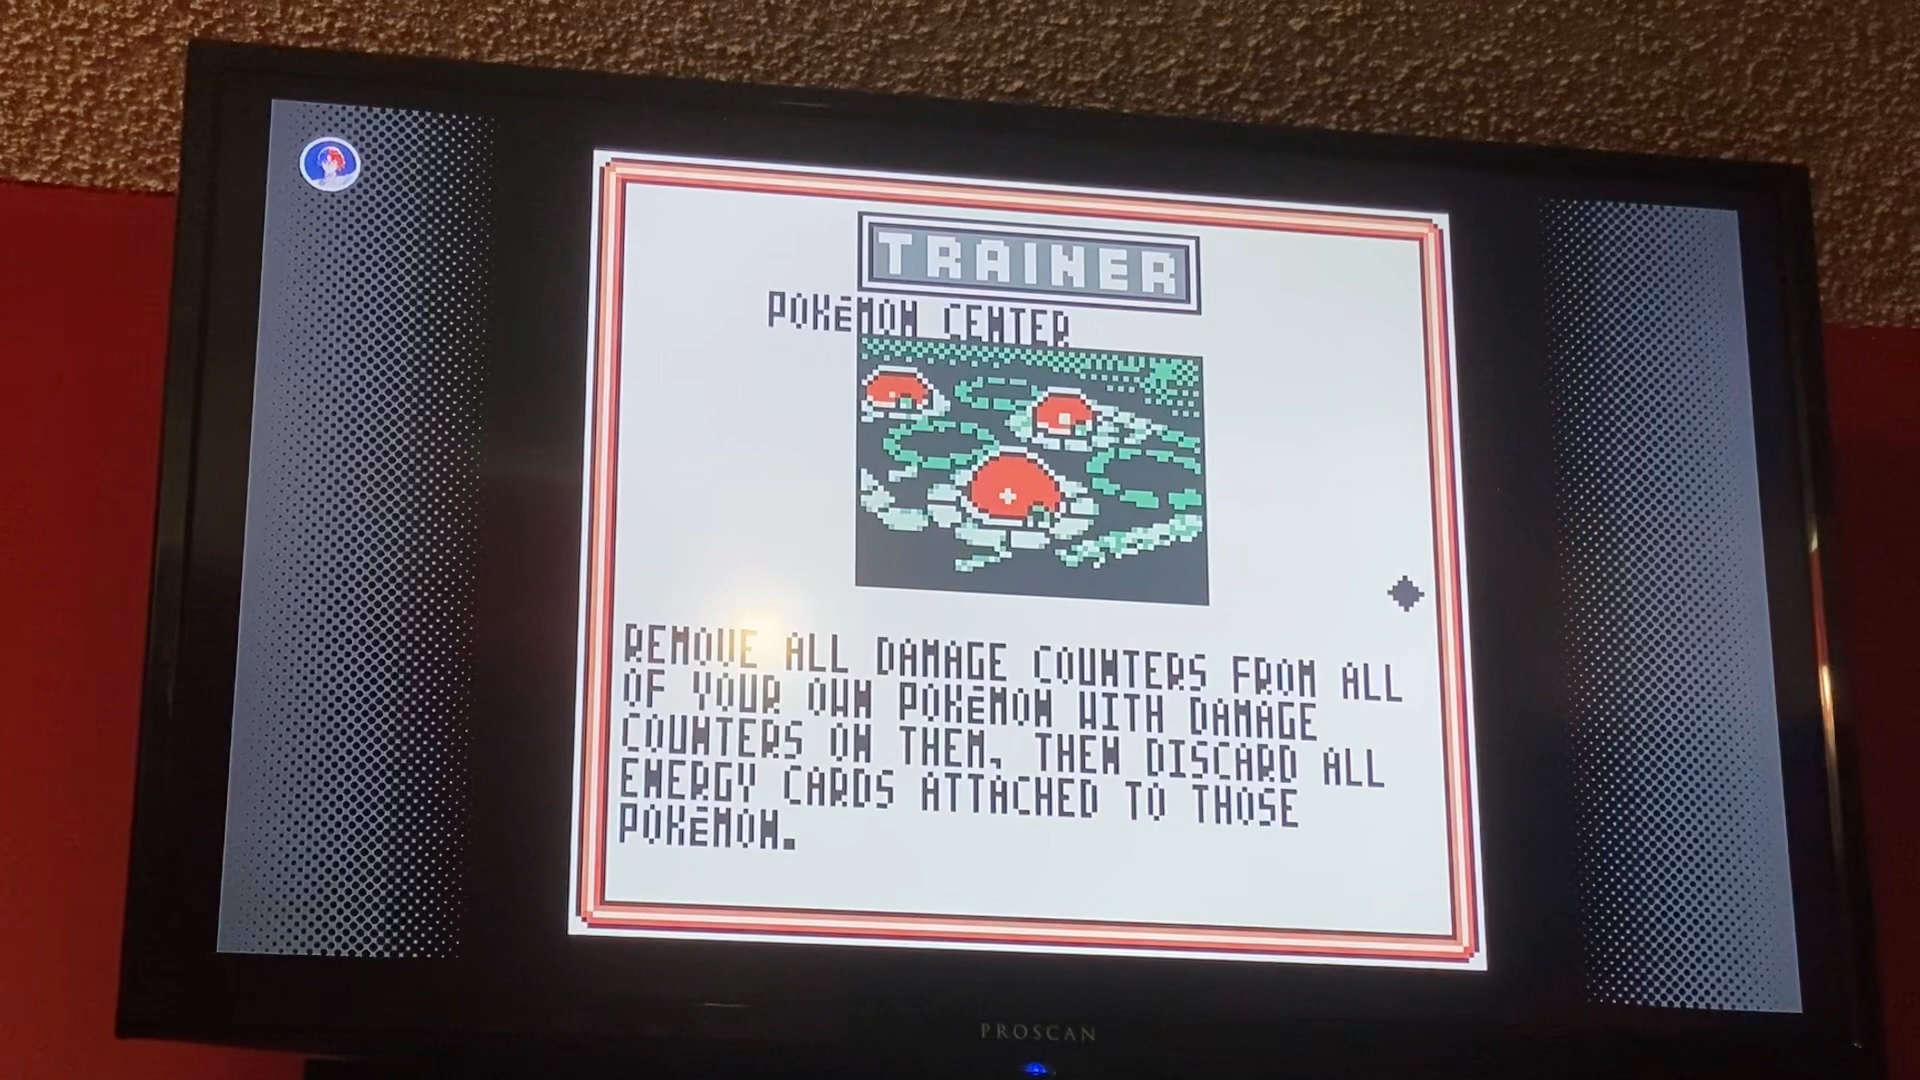 TRAINER
POKéMON CENTER
REMOVE ALL DAMAGE COUNTERS FROM ALL
OF YOUR OWN POKéMON WITH DAMAGE
COUNTERS ON THEM, THEN DISCARD ALL
ENERGY CARDS ATTACHED TO THOSE
POKéMON.
PROSCAN